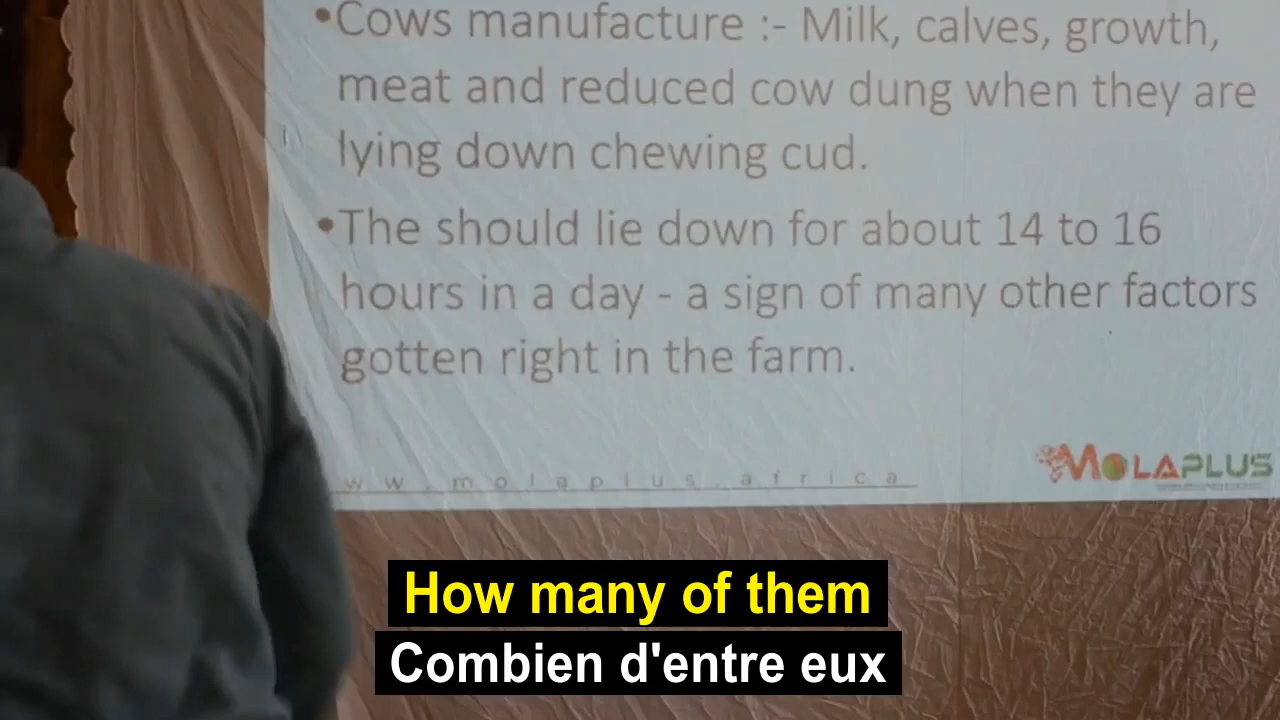 •Cows manufacture :- Milk, calves, growth,
meat and reduced cow dung when they are
lying down chewing cud.
•The should lie down for about 14 to 16
hours in a day - a sign of many other factors
gotten right in the farm.
www.molaplus.africa
MOLAPLUS
How many of them
Combien d'entre eux